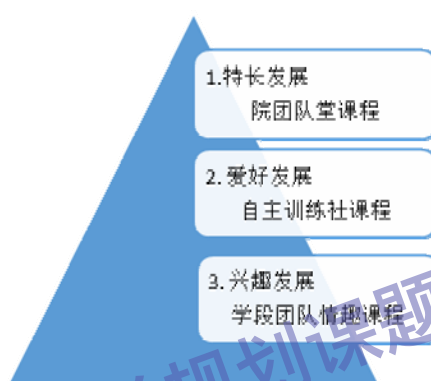 1.特长发展
院团队堂课程
2.爱好发展
自主训练社课程
3.兴趣发展
学段团队情趣课程
规划课题